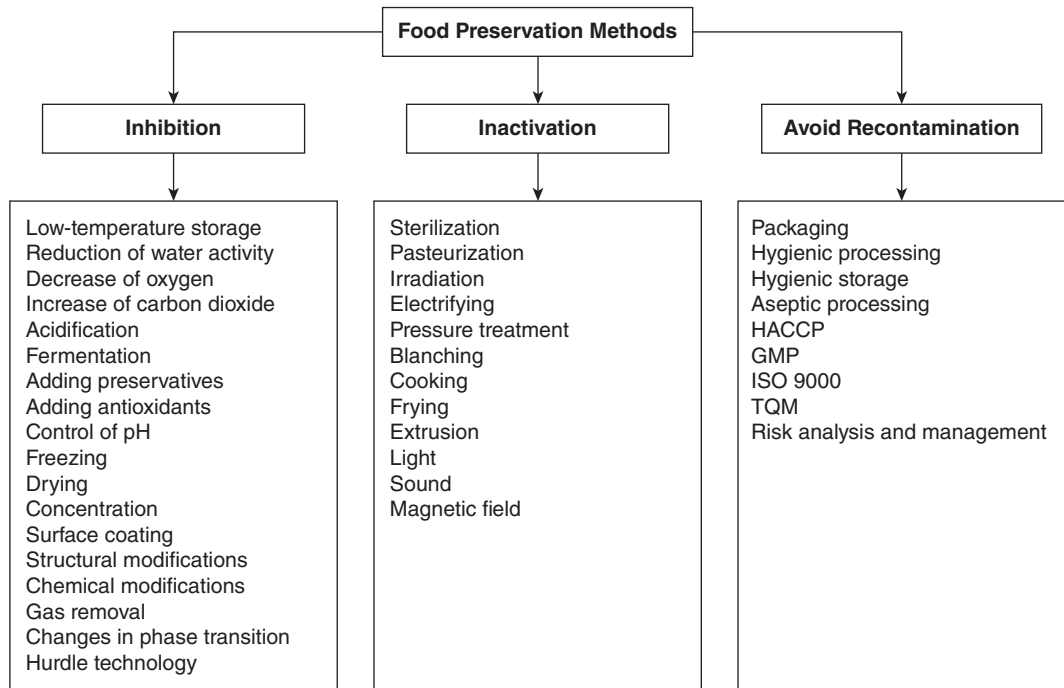 Food Preservation Methods
Inhibition
Inactivation
Avoid Recontamination
Low-temperature storage
Reduction of water activity
Decrease of oxygen
Increase of carbon dioxide
Acidification
Fermentation
Adding preservatives
Adding antioxidants
Control of pH
Freezing
Drying
Concentration
Surface coating
Structural modifications
Chemical modifications
Gas removal
Changes in phase transition
Hurdle technology
Sterilization
Pasteurization
Irradiation
Electrifying
Pressure treatment
Blanching
Cooking
Frying
Extrusion
Light
Sound
Magnetic field
Packaging
Hygienic processing
Hygienic storage
Aseptic processing
HACCP
GMP
ISO 9000
TQM
Risk analysis and management